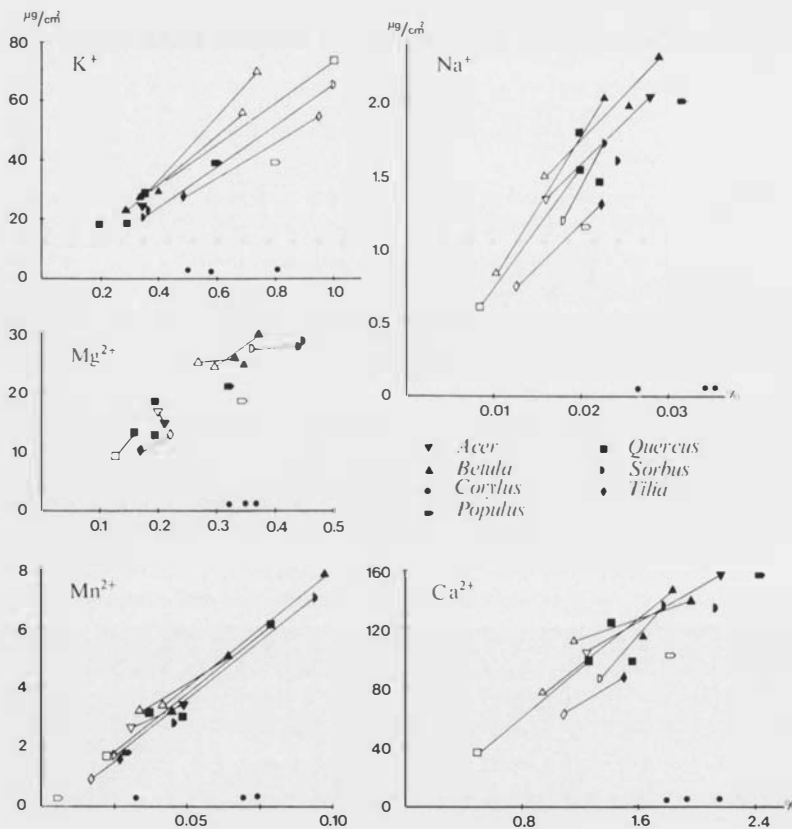 µg/cm²
80
60
40
20
0
K⁺
0.2 0.4 0.6 0.8 1.0
µg/cm²
2.0
1.5
1.0
0.5
0
Na⁺
0.01 0.02 0.03 %
30
20
10
0
Mg²⁺
0.1 0.2 0.3 0.4 0.5
Acer
Betula
Corylus
Populus
Quercus
Sorbus
Tilia
8
6
4
2
0
Mn²⁺
0.05 0.10
160
120
80
40
0
Ca²⁺
0.8 1.6 2.4 %